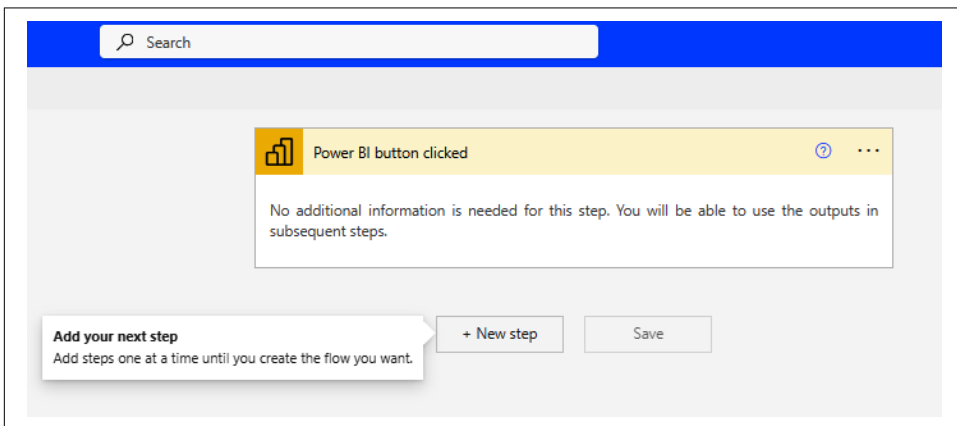 Search
Power BI button clicked
No additional information is needed for this step. You will be able to use the outputs in
subsequent steps.
Add your next step
Add steps one at a time until you create the flow you want.
+ New step
Save